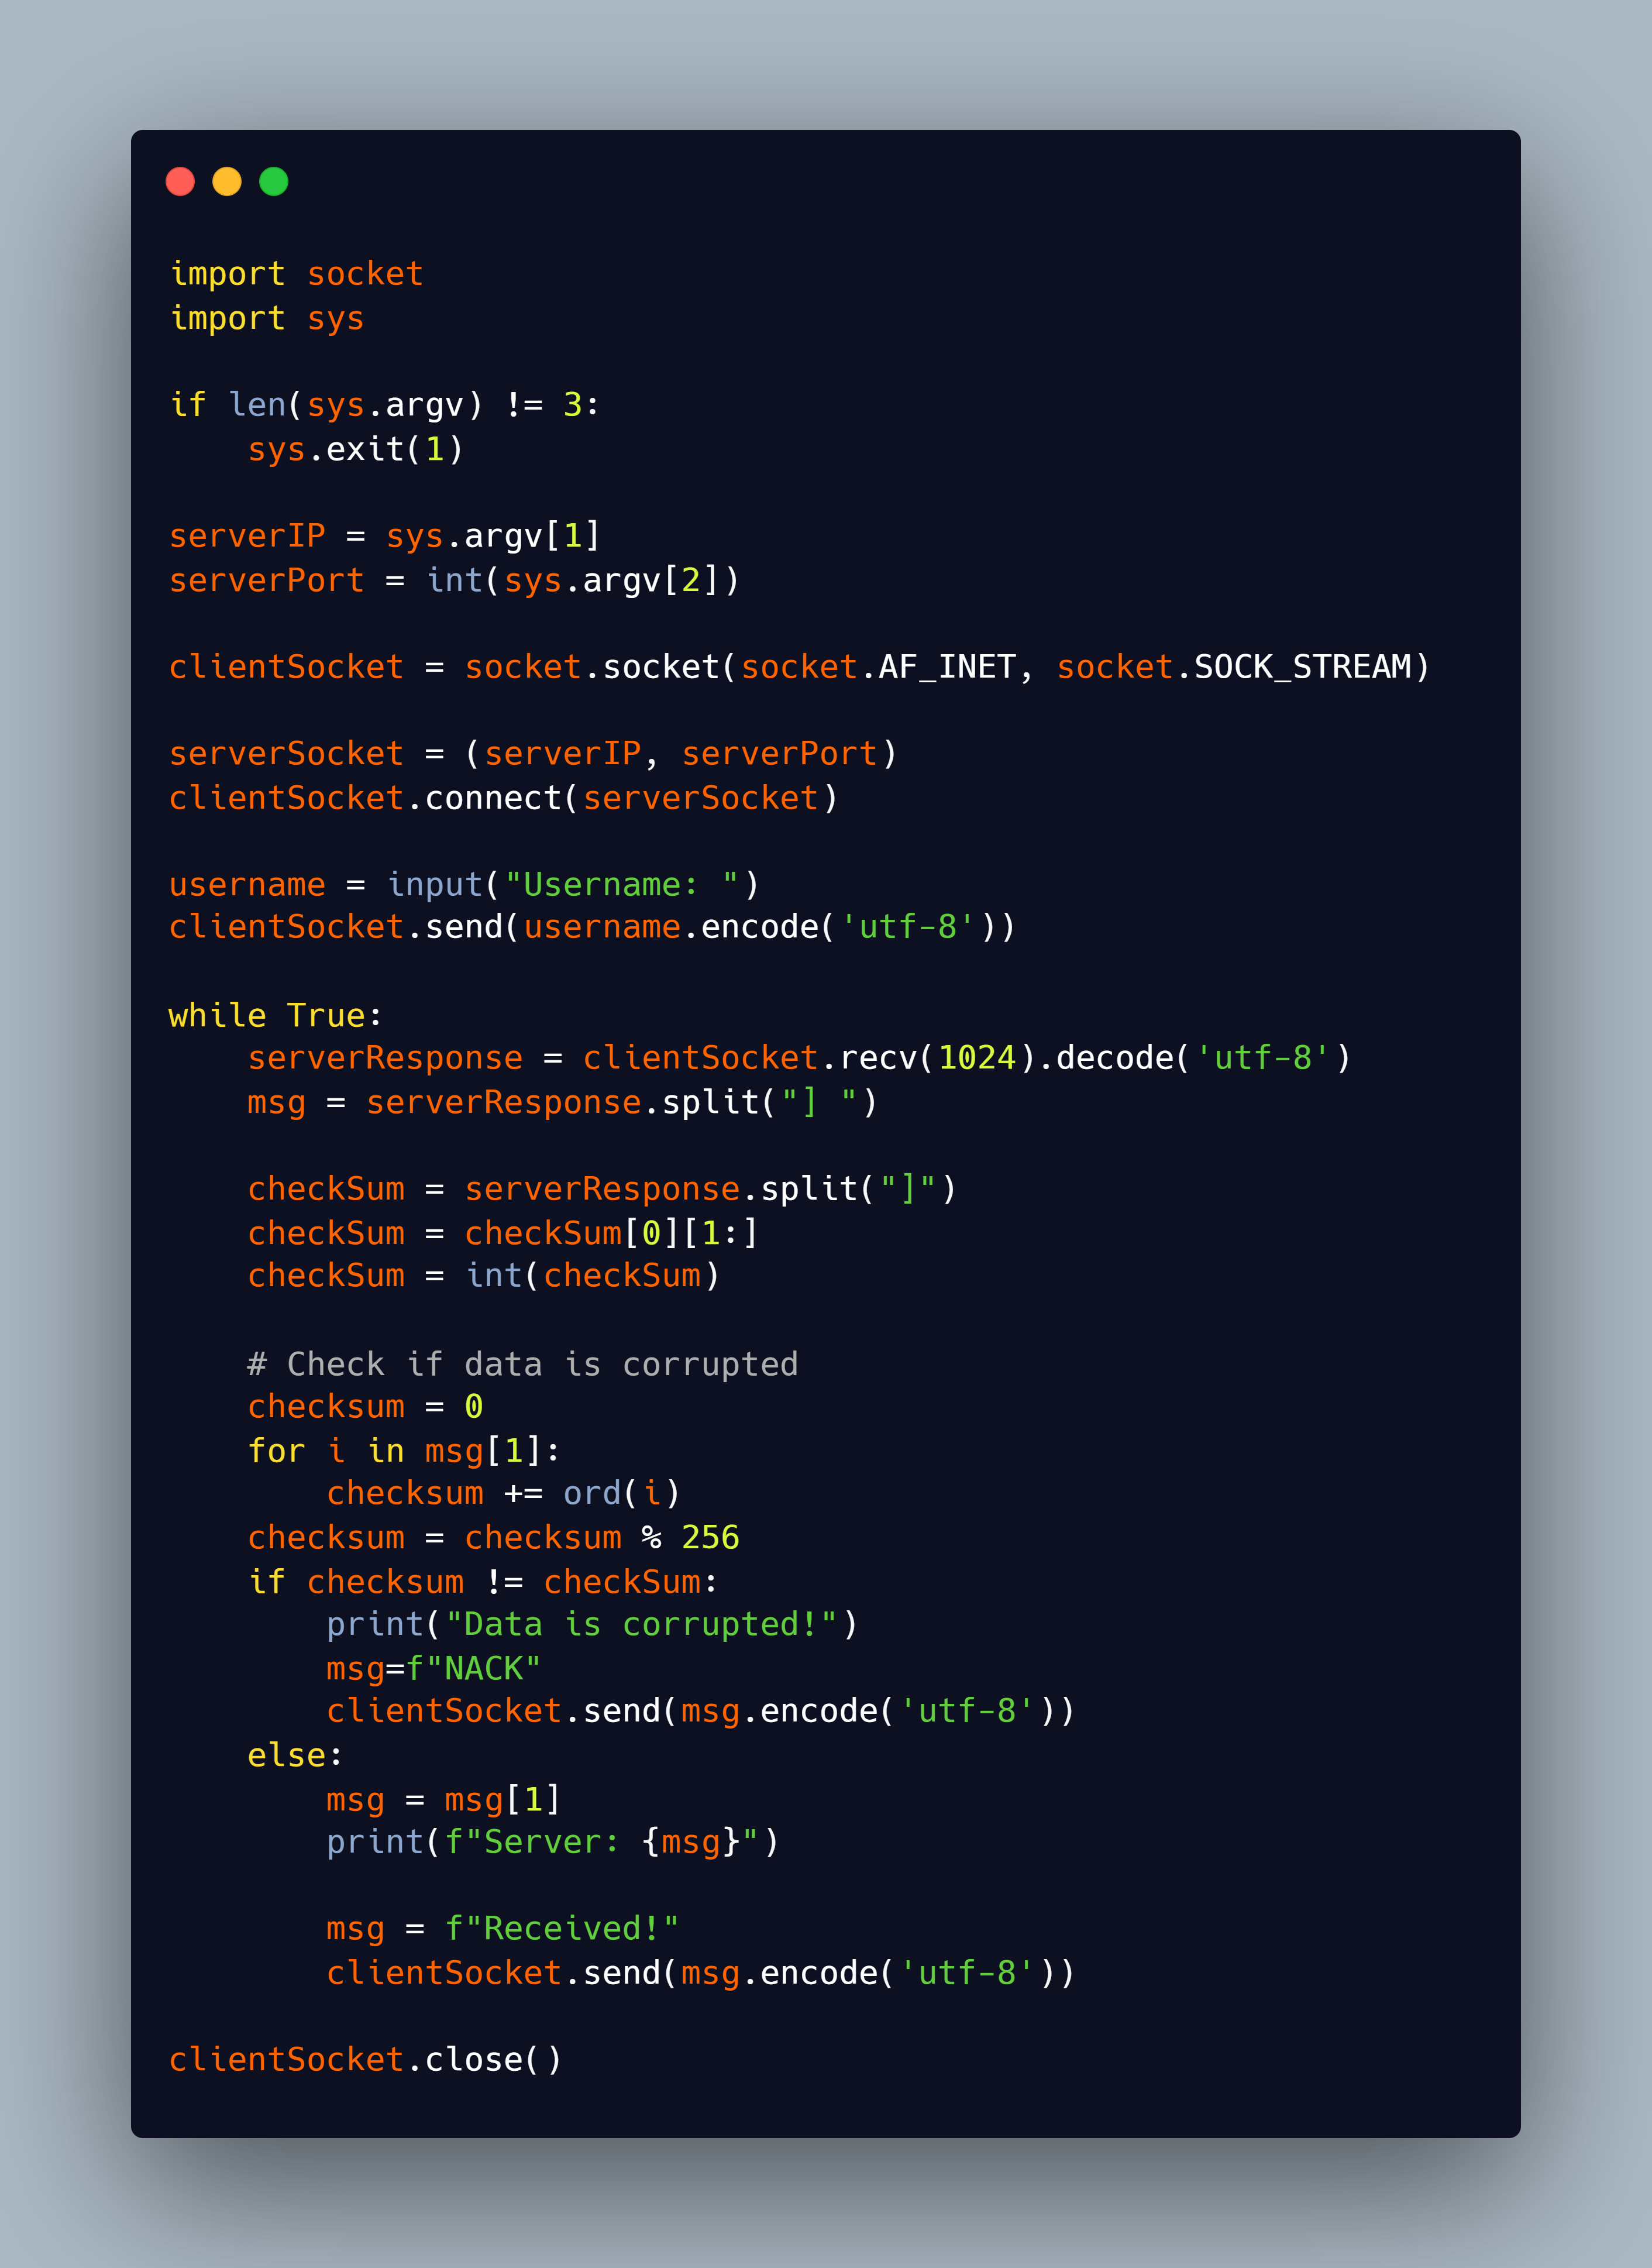 import socket
import sys

if len(sys.argv) != 3:
    sys.exit(1)

serverIP = sys.argv[1]
serverPort = int(sys.argv[2])

clientSocket = socket.socket(socket.AF_INET, socket.SOCK_STREAM)

serverSocket = (serverIP, serverPort)
clientSocket.connect(serverSocket)

username = input("Username: ")
clientSocket.send(username.encode('utf-8'))

while True:
    serverResponse = clientSocket.recv(1024).decode('utf-8')
    msg = serverResponse.split("] ")

    checkSum = serverResponse.split("]")
    checkSum = checkSum[0][1:]
    checkSum = int(checkSum)

    # Check if data is corrupted
    checksum = 0
    for i in msg[1]:
        checksum += ord(i)
    checksum = checksum % 256
    if checksum != checkSum:
        print("Data is corrupted!")
        msg=f"NACK"
        clientSocket.send(msg.encode('utf-8'))
    else:
        msg = msg[1]
        print(f"Server: {msg}")

        msg = f"Received!"
        clientSocket.send(msg.encode('utf-8'))

clientSocket.close()